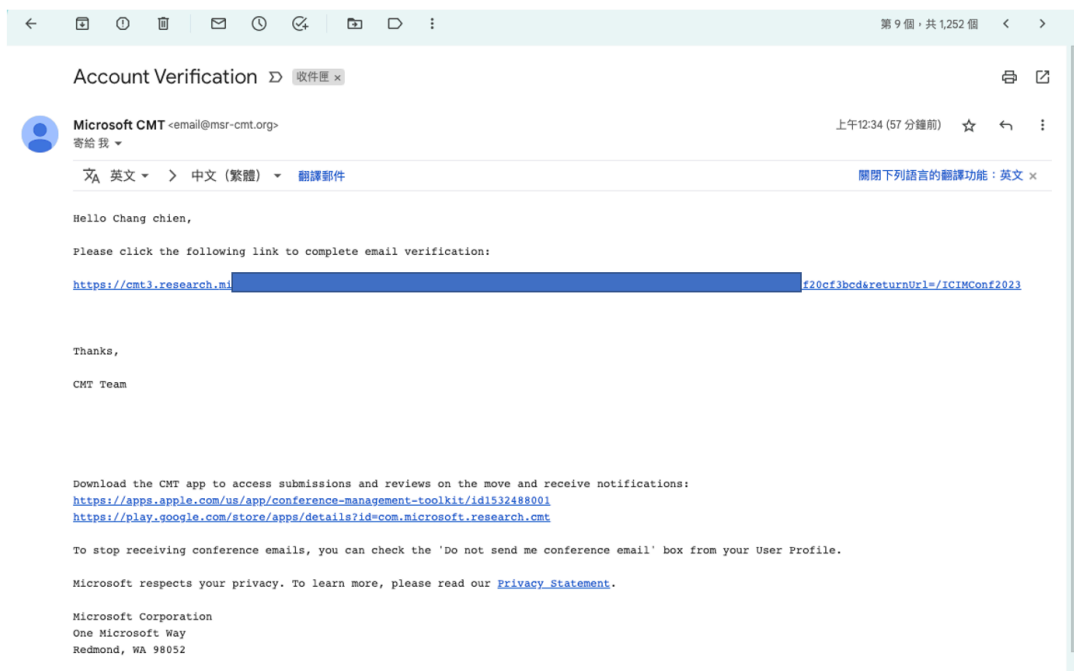 第 9 個，共 1,252 個
Account Verification 收件匣 ×
Microsoft CMT <email@msr-cmt.org> 上午12:34 (57 分鐘前)
寄給 我
英文 中文（繁體） 翻譯郵件 關閉下列語言的翻譯功能：英文 ×
Hello Chang chien,
Please click the following link to complete email verification:
https://cmt3.research.mi f20cf3bcd&returnUrl=/ICIMConf2023
Thanks,
CMT Team
Download the CMT app to access submissions and reviews on the move and receive notifications:
https://apps.apple.com/us/app/conference-management-toolkit/id1532488001
https://play.google.com/store/apps/details?id=com.microsoft.research.cmt
To stop receiving conference emails, you can check the 'Do not send me conference email' box from your User Profile.
Microsoft respects your privacy. To learn more, please read our Privacy Statement.
Microsoft Corporation
One Microsoft Way
Redmond, WA 98052